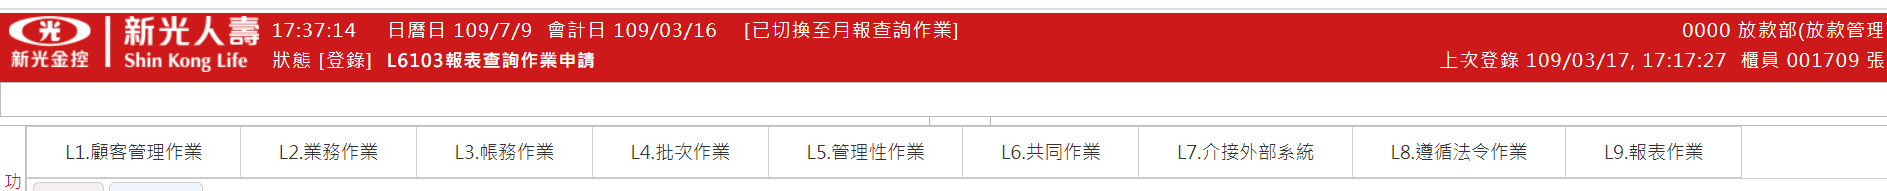 新光金控 新光人壽 Shin Kong Life
17:37:14 日曆日 109/7/9 會計日 109/03/16 [已切換至月報查詢作業] 0000 放款部(放款管理
狀態 [登錄] L6103報表查詢作業申請 上次登錄 109/03/17, 17:17:27 櫃員 001709 張
L1.顧客管理作業 L2.業務作業 L3.帳務作業 L4.批次作業 L5.管理性作業 L6.共同作業 L7.介接外部系統 L8.遵循法令作業 L9.報表作業
功